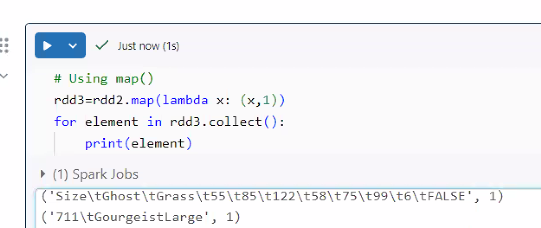 Just now (1s)
# Using map()
rdd3=rdd2.map(lambda x: (x,1))
for element in rdd3.collect():
    print(element)
(1) Spark Jobs
('Size\tGhost\tGrass\t55\t85\t122\t58\t75\t99\t6\tFALSE', 1)
('711\tGourgeistLarge', 1)